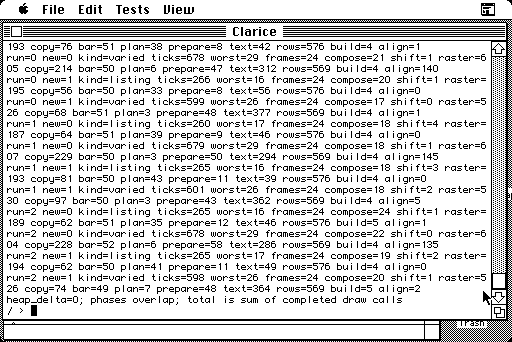 File Edit Tests View
Clarice
193 copy=76 bar=51 plan=38 prepare=8 text=42 rows=576 build=4 align=1
run=0 new=0 kind=varied ticks=678 worst=29 frames=24 compose=21 shift=1 raster=6
05 copy=214 bar=50 plan=6 prepare=47 text=312 rows=569 build=4 align=140
run=0 new=1 kind=listing ticks=266 worst=16 frames=24 compose=20 shift=1 raster=
195 copy=56 bar=50 plan=33 prepare=8 text=56 rows=576 build=4 align=0
run=0 new=1 kind=varied ticks=599 worst=26 frames=24 compose=17 shift=0 raster=5
26 copy=68 bar=51 plan=3 prepare=48 text=377 rows=569 build=4 align=1
run=1 new=0 kind=listing ticks=260 worst=17 frames=24 compose=18 shift=4 raster=
187 copy=64 bar=51 plan=39 prepare=9 text=46 rows=576 build=4 align=0
run=1 new=0 kind=varied ticks=679 worst=29 frames=24 compose=18 shift=1 raster=6
07 copy=229 bar=50 plan=3 prepare=50 text=294 rows=569 build=4 align=145
run=1 new=1 kind=listing ticks=265 worst=16 frames=24 compose=18 shift=3 raster=
193 copy=81 bar=50 plan=43 prepare=11 text=39 rows=576 build=4 align=0
run=1 new=1 kind=varied ticks=601 worst=26 frames=24 compose=18 shift=2 raster=5
30 copy=97 bar=50 plan=3 prepare=43 text=362 rows=569 build=4 align=5
run=2 new=0 kind=listing ticks=265 worst=16 frames=24 compose=24 shift=1 raster=
189 copy=62 bar=51 plan=35 prepare=12 text=46 rows=576 build=5 align=1
run=2 new=0 kind=varied ticks=678 worst=29 frames=24 compose=22 shift=0 raster=6
04 copy=228 bar=52 plan=6 prepare=58 text=286 rows=569 build=4 align=135
run=2 new=1 kind=listing ticks=265 worst=17 frames=24 compose=19 shift=2 raster=
194 copy=62 bar=50 plan=41 prepare=11 text=49 rows=576 build=4 align=0
run=2 new=1 kind=varied ticks=598 worst=26 frames=24 compose=20 shift=1 raster=5
26 copy=74 bar=49 plan=7 prepare=48 text=364 rows=569 build=5 align=2
heap_delta=0; phases overlap; total is sum of completed draw calls
/ >
Trash